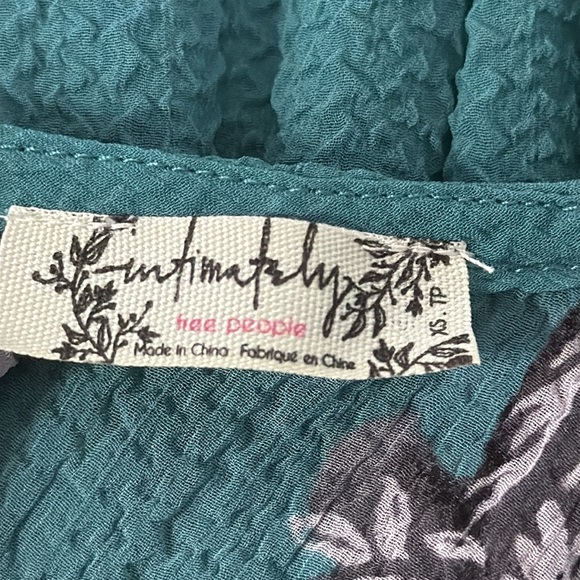 intimately
free people
Made in China Fabriqué en Chine
XS. TP